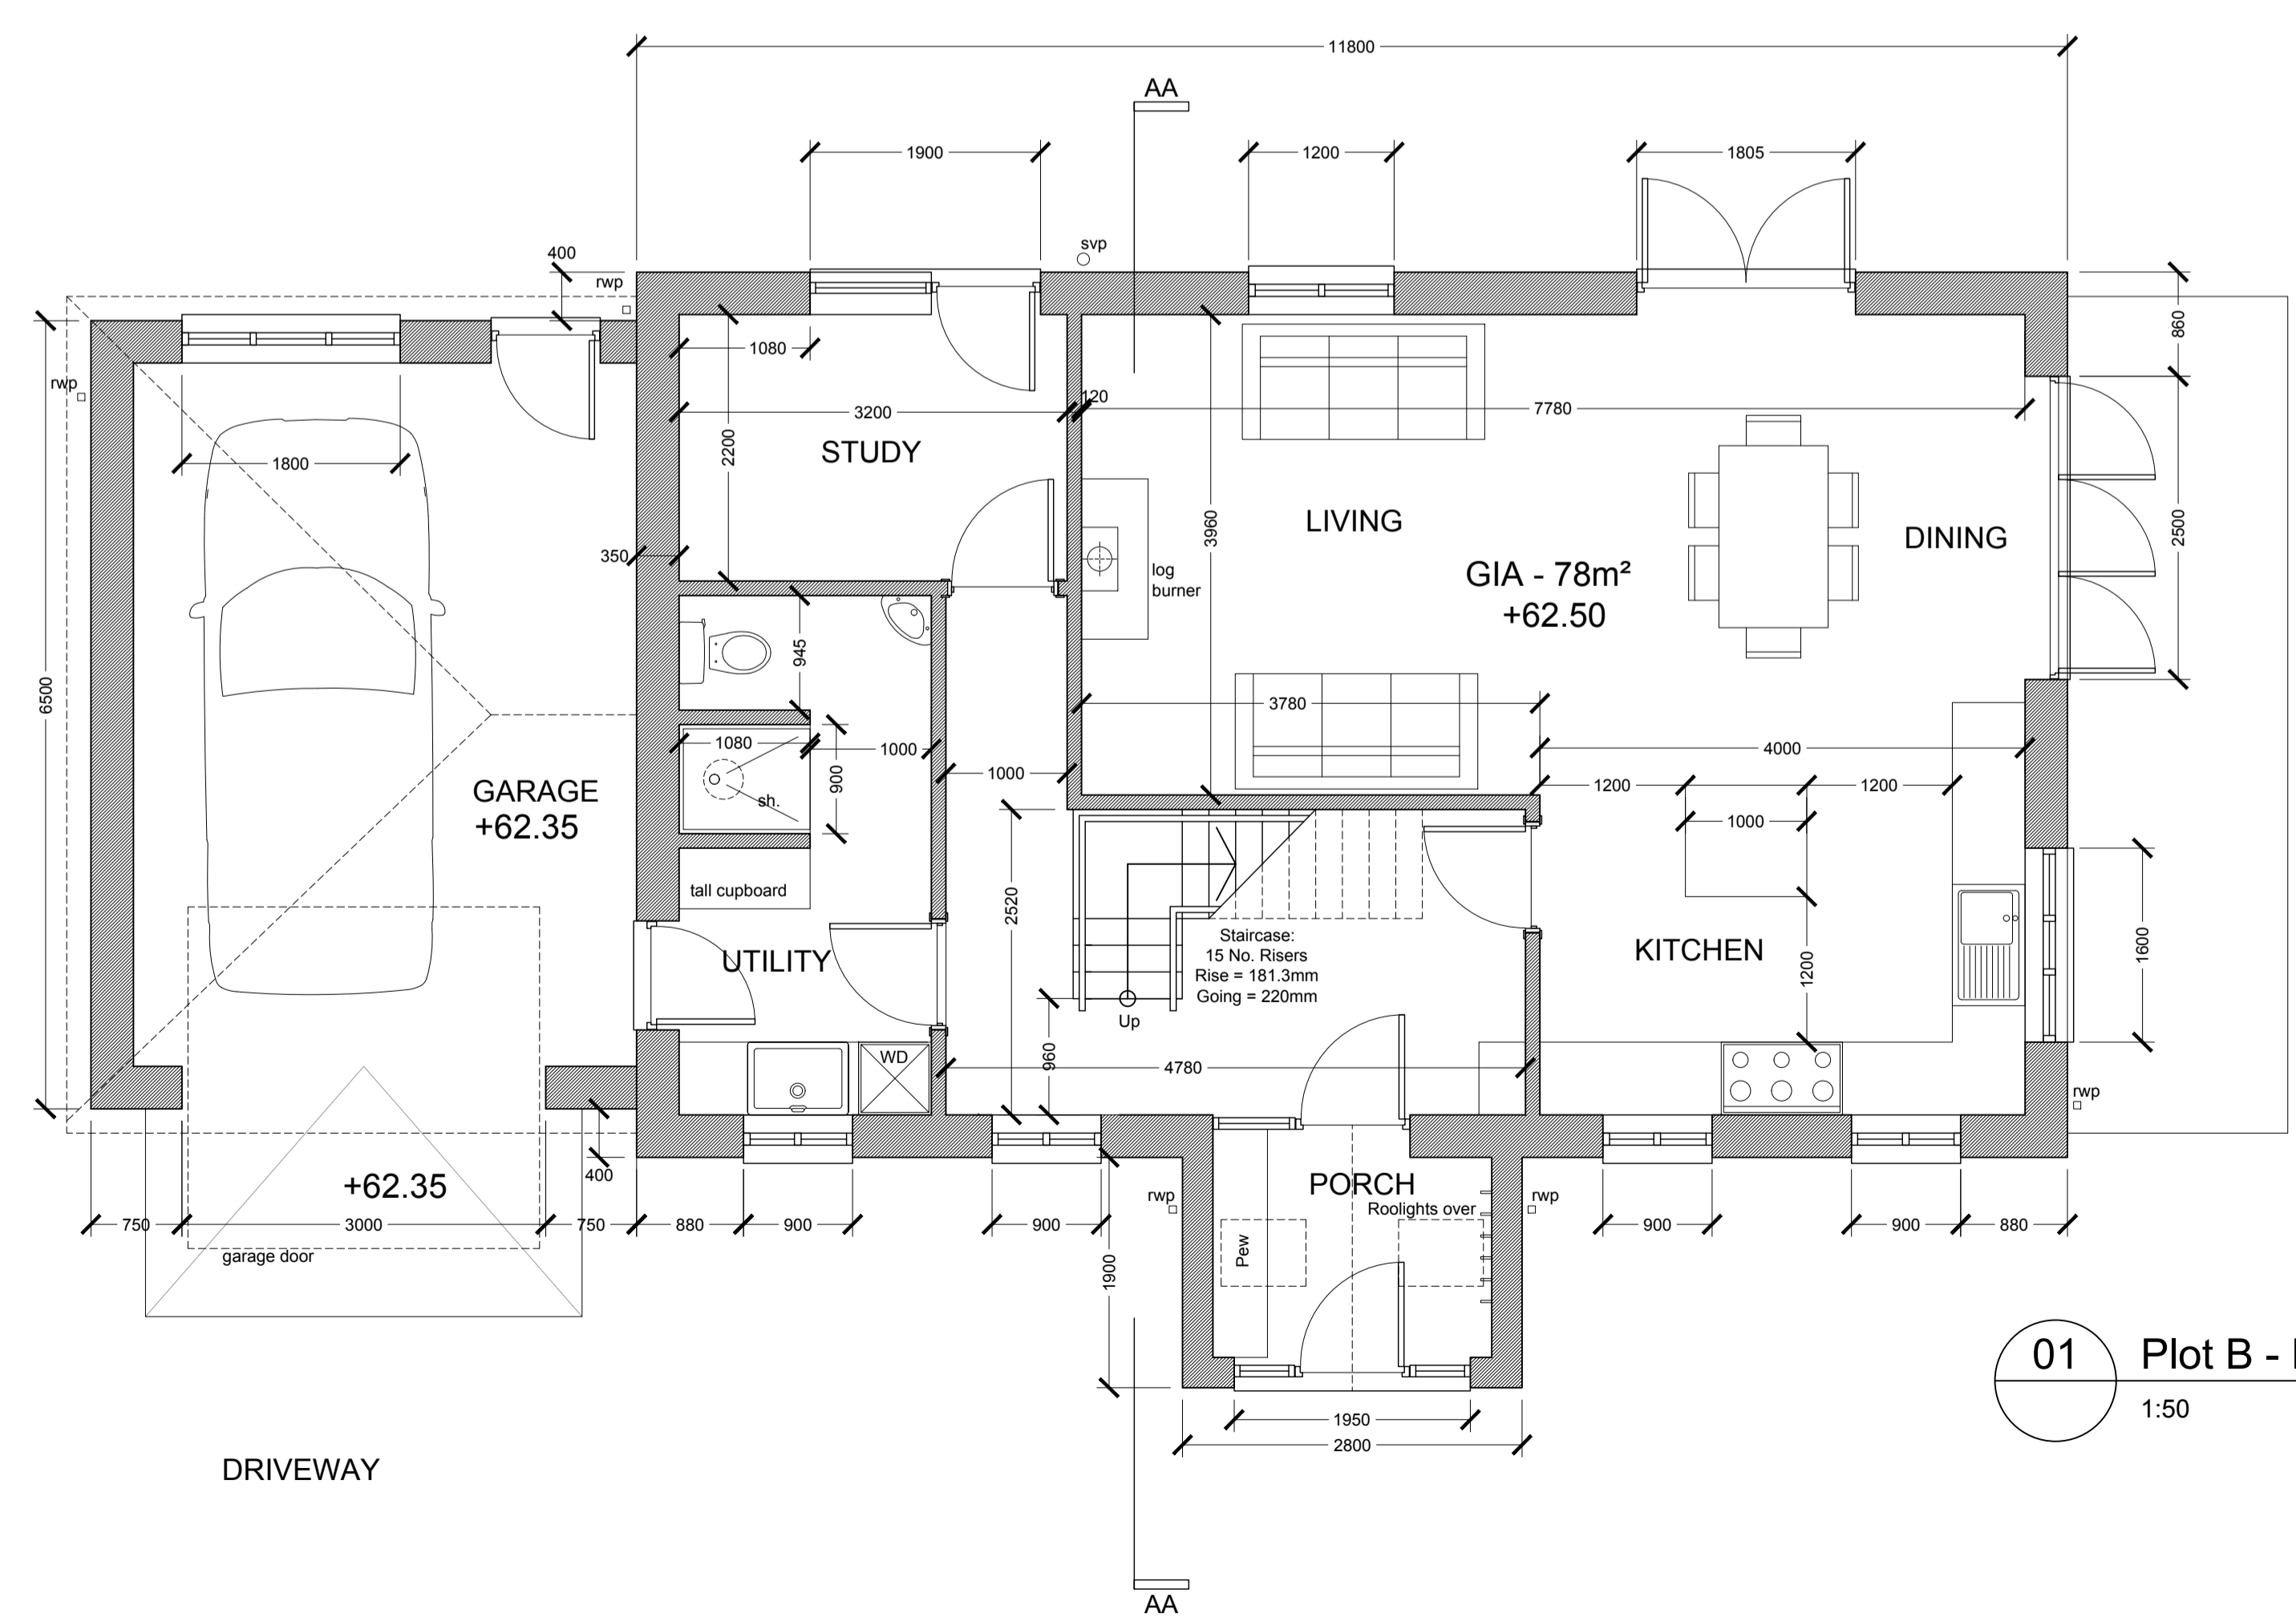 11800
AA
1900
1200
1805
svp
400
rwp
860
1080
rwp
120
3200
7780
STUDY
2200
1800
LIVING
3960
DINING
2500
350
log
burner
GIA - 78m²
+62.50
945
6500
3780
1080
1000
4000
1000
900
1200
1200
GARAGE
+62.35
sh.
1000
tall cupboard
2520
Staircase:
15 No. Risers
Rise = 181.3mm
Going = 220mm
KITCHEN
1600
UTILITY
1200
Up
WD
960
4780
rwp
400
+62.35
PORCH
rwp
Roolights over
rwp
750
3000
750
880
900
900
900
900
880
garage door
Pew
1900
01
Plot B -
1:50
1950
2800
DRIVEWAY
AA